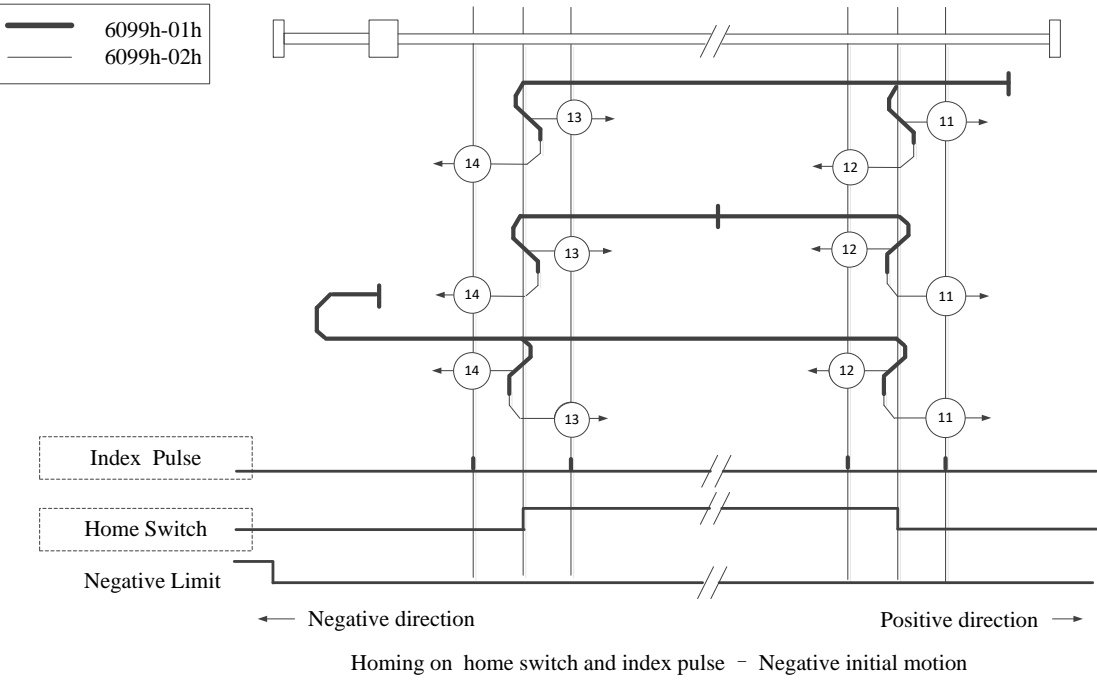 6099h-01h
6099h-02h
13
11
14
12
13
12
14
11
14
12
13
11
Index Pulse
Home Switch
Negative Limit
Negative direction
Positive direction
Homing on home switch and index pulse - Negative initial motion